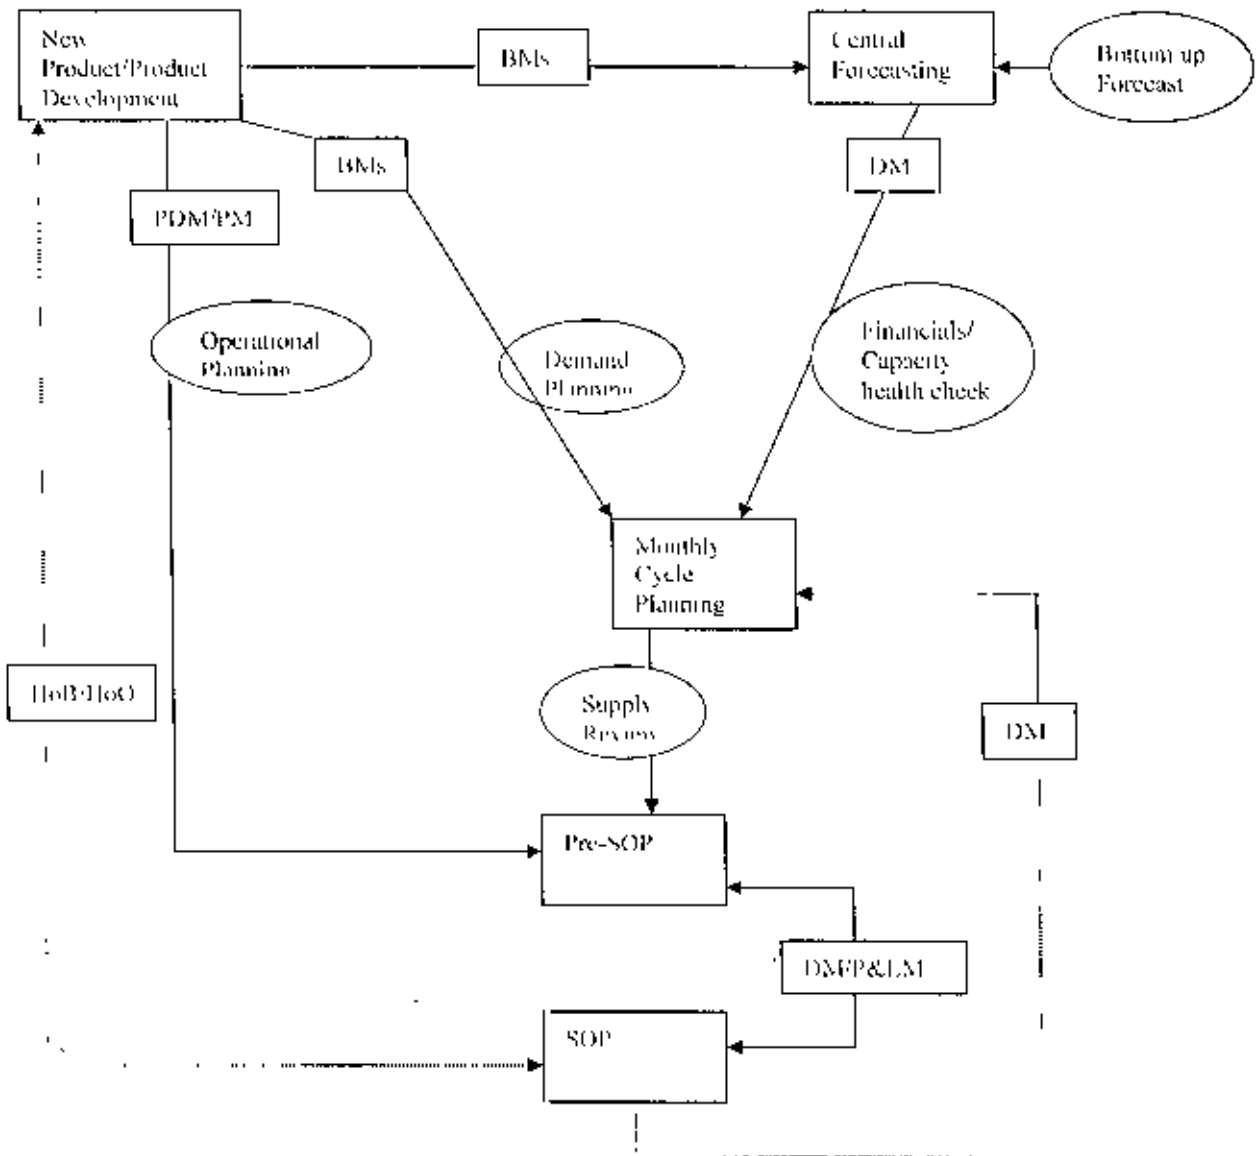 New
Product/Product
Development
BMs
Central
Forecasting
Bottom up
Forecast
BMs
DM
PDM/PM
Operational
Planning
Demand
Planning
Financials/
Capacity
health check
Monthly
Cycle
Planning
HoB/HoO
Supply
Review
DM
Pre-SOP
DM/P&LM
SOP